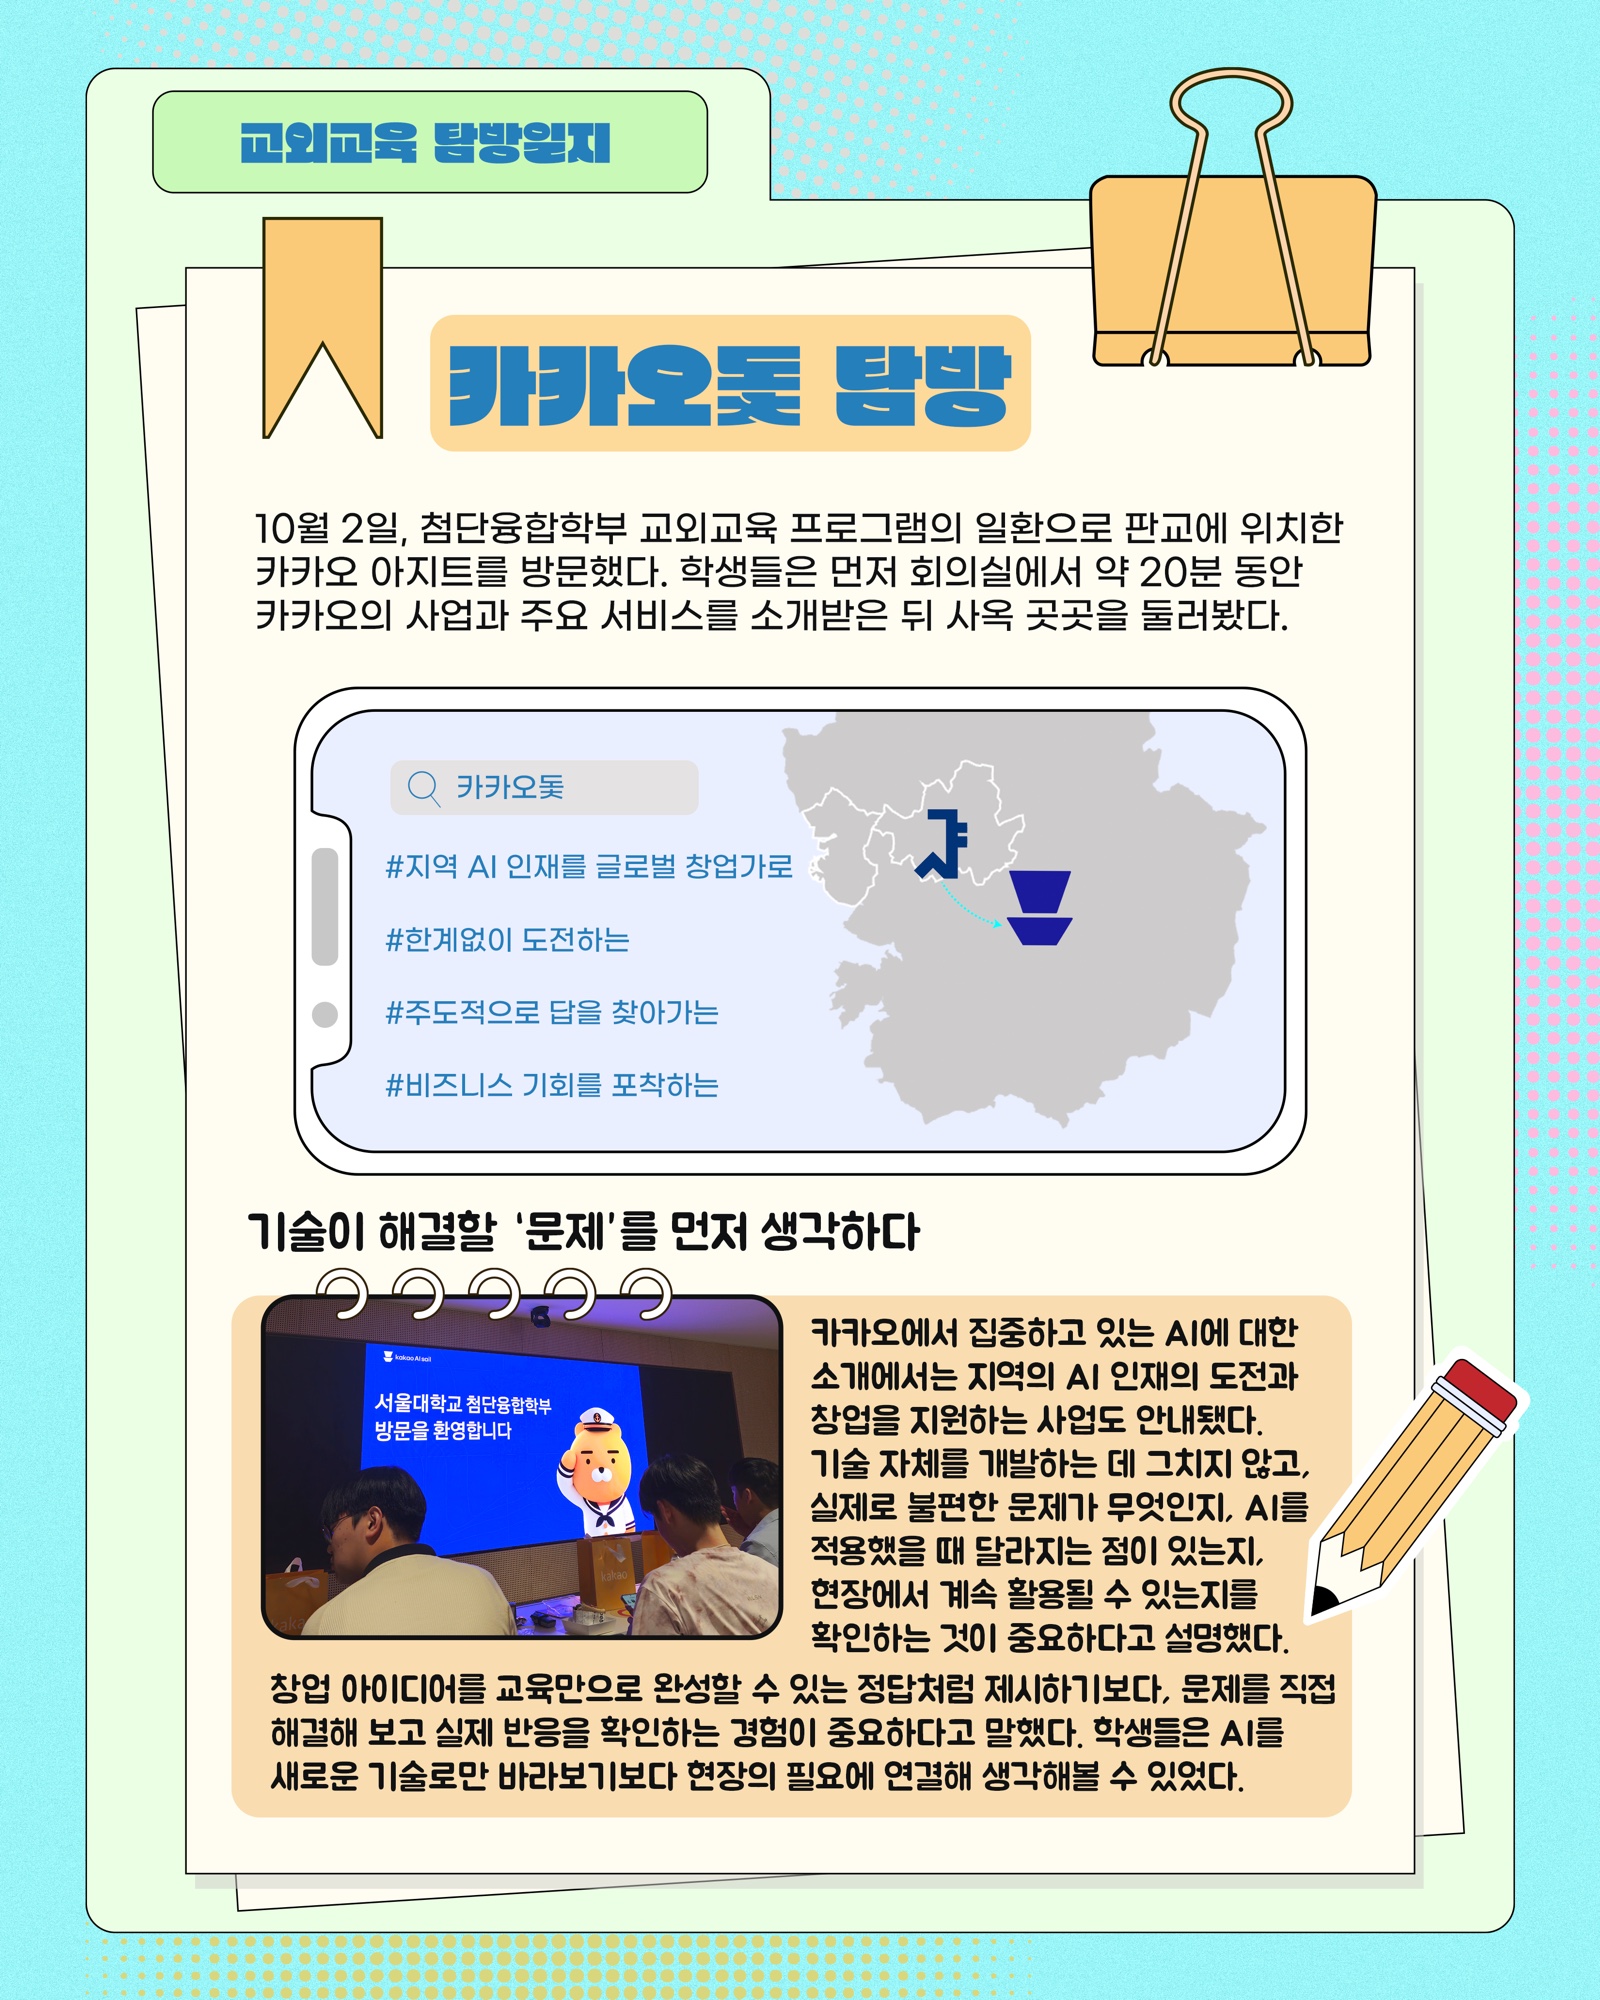 교외교육 탐방일지
카카오돛 탐방
10월 2일, 첨단융합학부 교외교육 프로그램의 일환으로 판교에 위치한
카카오 아지트를 방문했다. 학생들은 먼저 회의실에서 약 20분 동안
카카오의 사업과 주요 서비스를 소개받은 뒤 사옥 곳곳을 둘러봤다.
카카오돛
#지역 AI 인재를 글로벌 창업가로
#한계없이 도전하는
#주도적으로 답을 찾아가는
#비즈니스 기회를 포착하는
기술이 해결할 ‘문제’를 먼저 생각하다
kakao AI sail
서울대학교 첨단융합학부
방문을 환영합니다
kakao
카카오에서 집중하고 있는 AI에 대한
소개에서는 지역의 AI 인재의 도전과
창업을 지원하는 사업도 안내됐다.
기술 자체를 개발하는 데 그치지 않고,
실제로 불편한 문제가 무엇인지, AI를
적용했을 때 달라지는 점이 있는지,
현장에서 계속 활용될 수 있는지를
확인하는 것이 중요하다고 설명했다.
창업 아이디어를 교육만으로 완성할 수 있는 정답처럼 제시하기보다, 문제를 직접
해결해 보고 실제 반응을 확인하는 경험이 중요하다고 말했다. 학생들은 AI를
새로운 기술로만 바라보기보다 현장의 필요에 연결해 생각해볼 수 있었다.